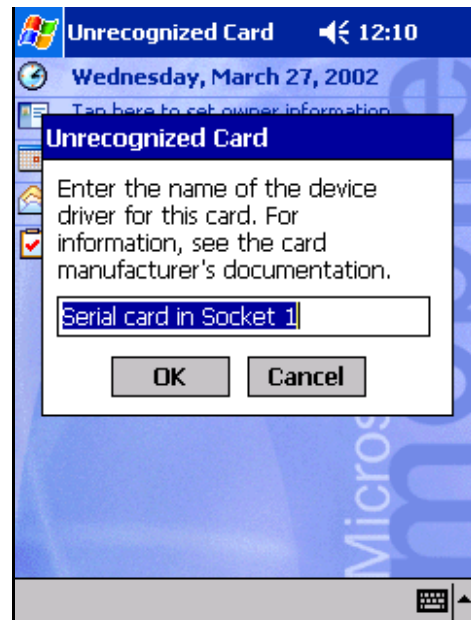 Unrecognized Card 12:10
Wednesday, March 27, 2002
Tap here to set owner information
Unrecognized Card
Enter the name of the device
driver for this card. For
information, see the card
manufacturer's documentation.
Serial card in Socket 1
OK Cancel
Micros